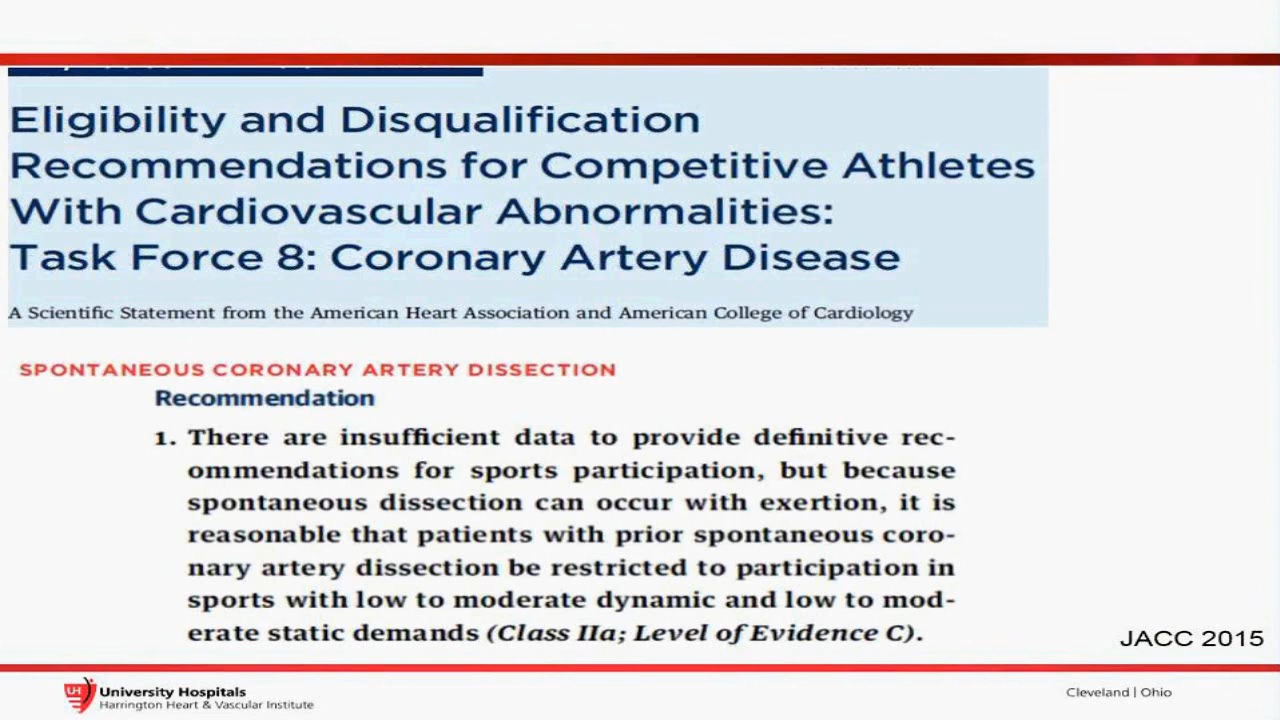 Eligibility and Disqualification
Recommendations for Competitive Athletes
With Cardiovascular Abnormalities:
Task Force 8: Coronary Artery Disease
A Scientific Statement from the American Heart Association and American College of Cardiology
SPONTANEOUS CORONARY ARTERY DISSECTION
Recommendation
1. There are insufficient data to provide definitive rec-
ommendations for sports participation, but because
spontaneous dissection can occur with exertion, it is
reasonable that patients with prior spontaneous coro-
nary artery dissection be restricted to participation in
sports with low to moderate dynamic and low to mod-
erate static demands (Class IIa; Level of Evidence C).
JACC 2015
UH
University Hospitals
Harrington Heart & Vascular Institute
Cleveland | Ohio